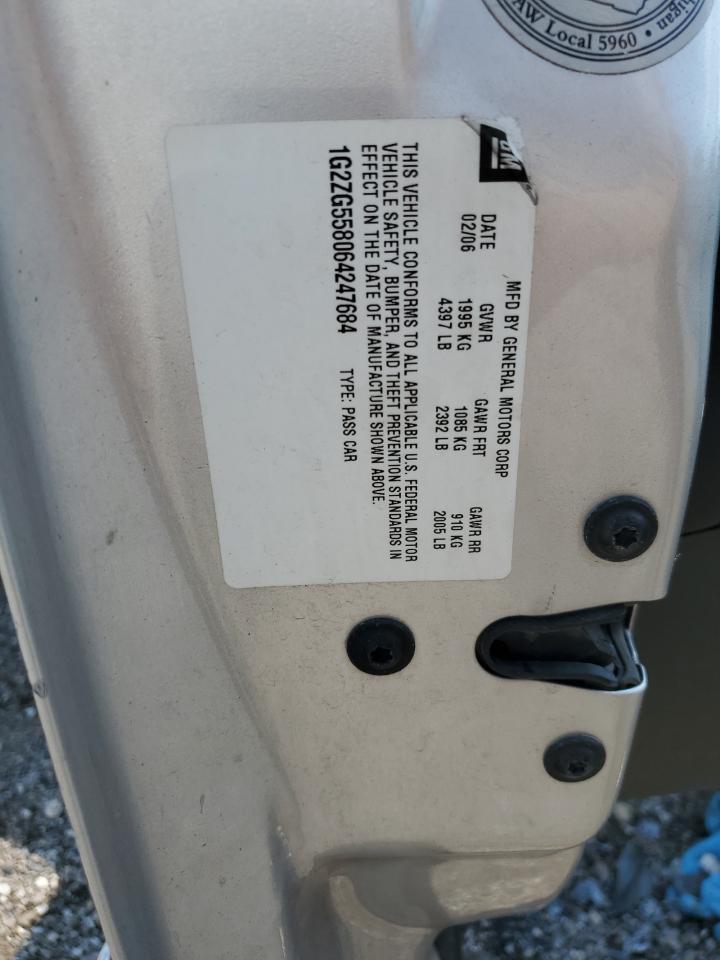 AW Local 5960 • chigan
GM
MFD BY GENERAL MOTORS CORP
DATE GVWR GAWR FRT GAWR RR
02/06 1995 KG 1085 KG 910 KG
4397 LB 2392 LB 2005 LB
THIS VEHICLE CONFORMS TO ALL APPLICABLE U.S. FEDERAL MOTOR
VEHICLE SAFETY, BUMPER, AND THEFT PREVENTION STANDARDS IN
EFFECT ON THE DATE OF MANUFACTURE SHOWN ABOVE.
1G2ZG558064247684 TYPE: PASS CAR